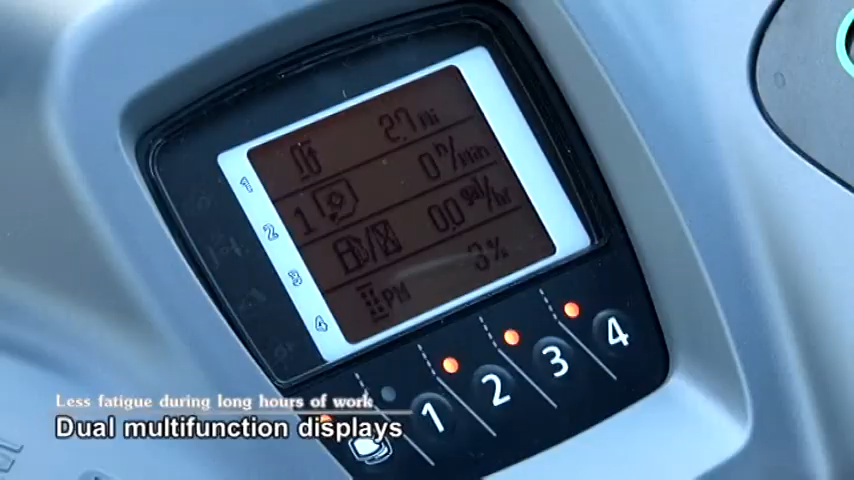 1 2.7 mi
2 1 0 n/min
3 0.0 gal/hr
4 PM 3%
1 2 3 4
Less fatigue during long hours of work
Dual multifunction displays